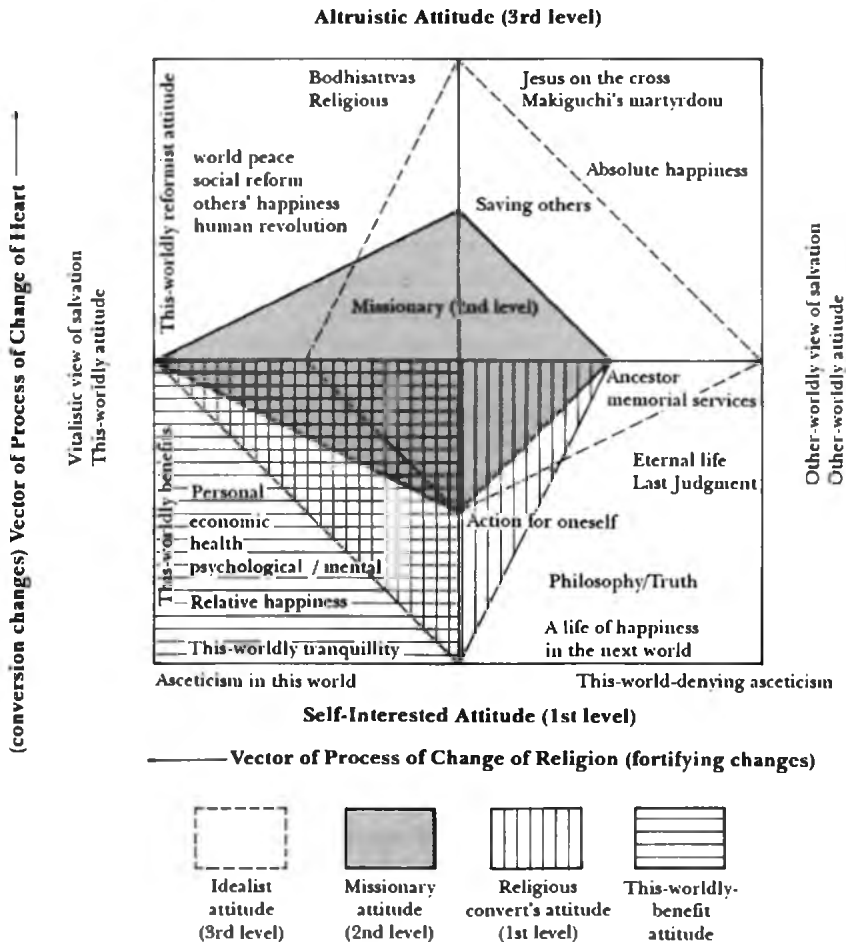 Altruistic Attitude (3rd level)
Bodhisattvas
Religious
Jesus on the cross
Makiguchi's martyrdom
world peace
social reform
others' happiness
human revolution
Absolute happiness
Saving others
Missionary (2nd level)
This-worldly reformist attitude
(conversion changes) Vector of Process of Change of Heart
Vitalistic view of salvation
This-worldly attitude
Other-worldly view of salvation
Other-worldly attitude
Ancestor
memorial services
Eternal life
Last Judgment
This-worldly benefits
Personal
economic
health
psychological / mental
Relative happiness
This-worldly tranquillity
Action for oneself
Philosophy/Truth
A life of happiness
in the next world
Asceticism in this world
This-world-denying asceticism
Self-Interested Attitude (1st level)
Vector of Process of Change of Religion (fortifying changes)
Idealist
attitude
(3rd level)
Missionary
attitude
(2nd level)
Religious
convert's attitude
(1st level)
This-worldly-
benefit
attitude